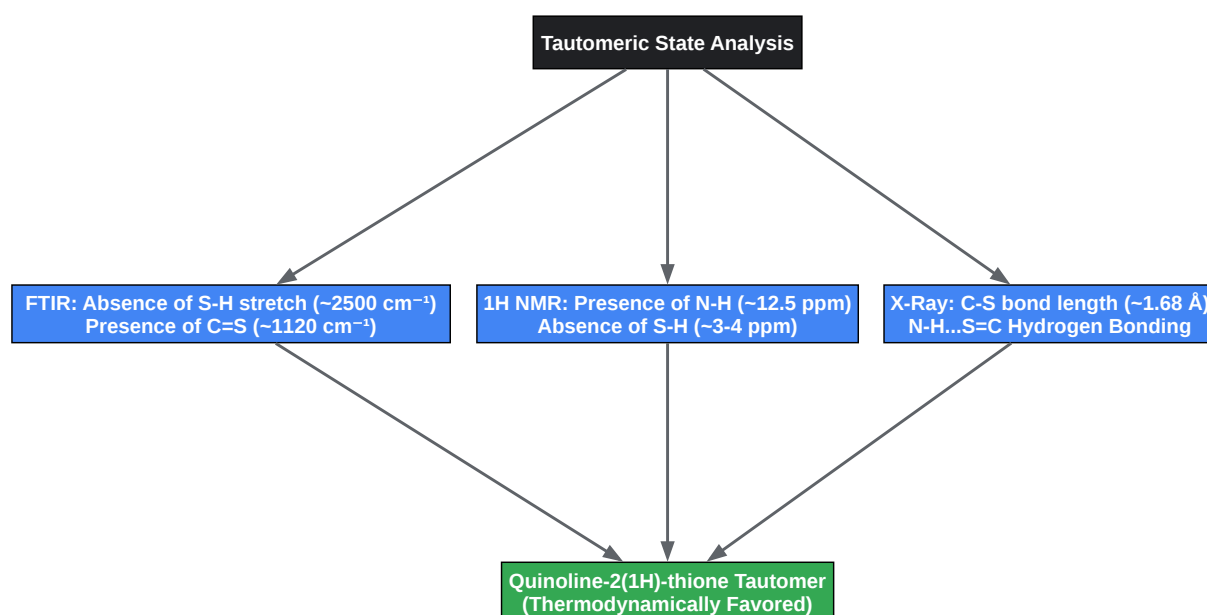 Tautomeric State Analysis
FTIR: Absence of S-H stretch (~2500 cm⁻¹)
Presence of C=S (~1120 cm⁻¹)
1H NMR: Presence of N-H (~12.5 ppm)
Absence of S-H (~3-4 ppm)
X-Ray: C-S bond length (~1.68 Å)
N-H...S=C Hydrogen Bonding
Quinoline-2(1H)-thione Tautomer
(Thermodynamically Favored)